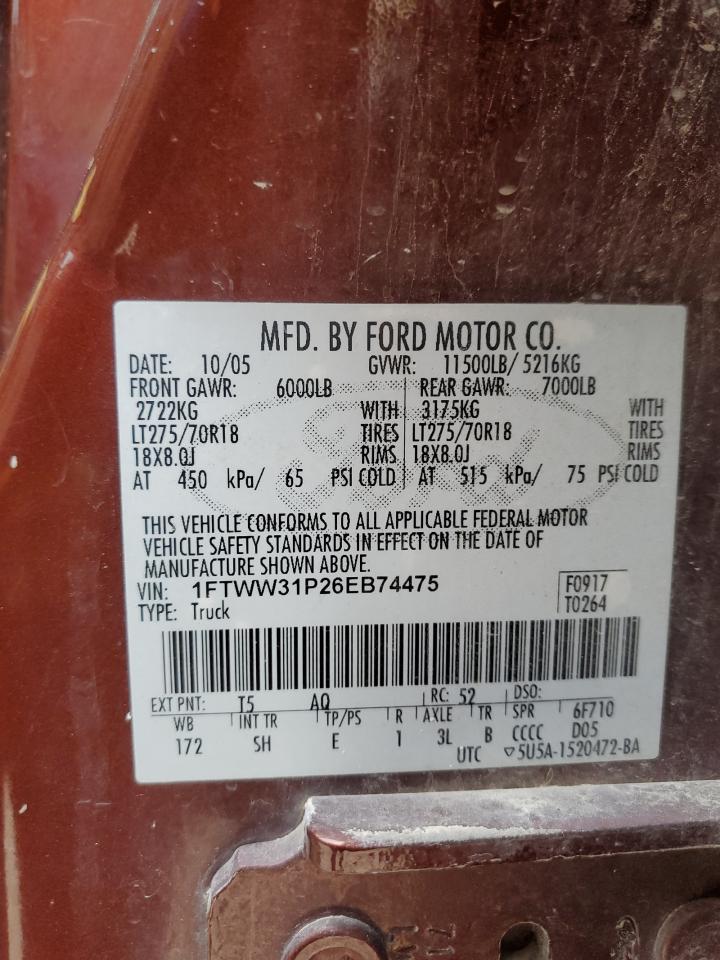 MFD. BY FORD MOTOR CO.
DATE: 10/05 GVWR: 11500LB/ 5216KG
FRONT GAWR: 6000LB REAR GAWR: 7000LB
2722KG WITH 3175KG WITH
LT275/70R18 TIRES LT275/70R18 TIRES
18X8.0J RIMS 18X8.0J RIMS
AT 450 kPa/ 65 PSI COLD AT 515 kPa/ 75 PSI COLD
THIS VEHICLE CONFORMS TO ALL APPLICABLE FEDERAL MOTOR
VEHICLE SAFETY STANDARDS IN EFFECT ON THE DATE OF
MANUFACTURE SHOWN ABOVE.
VIN: 1FTWW31P26EB74475 F0917
TYPE: Truck T0264
EXT PNT: T5 AQ RC: 52 DSO:
WB INT TR TP/PS R AXLE TR SPR 6F710
172 SH E 1 3L B CCCC D05
UTC ▽5U5A-1520472-BA